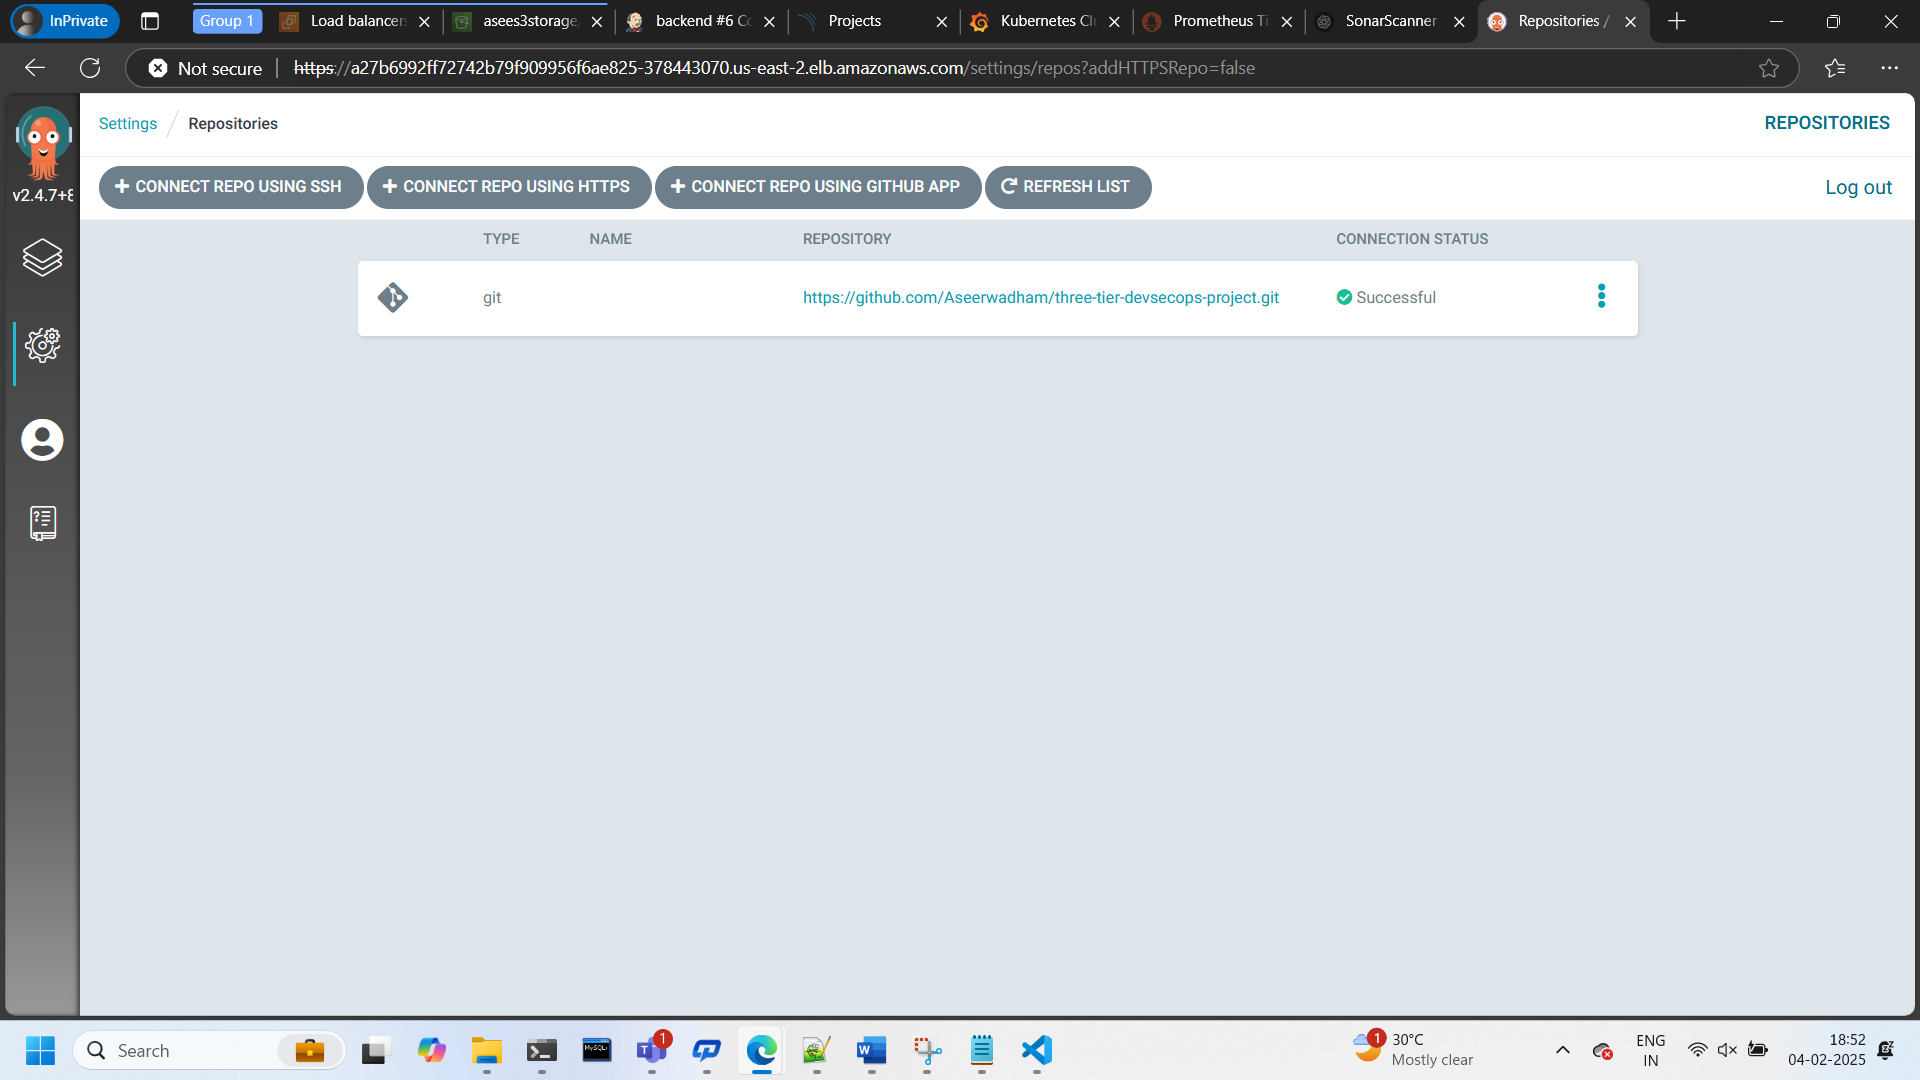 InPrivate
Group 1
Load balancers
asees3storage
backend #6 Co
Projects
Kubernetes Clu
Prometheus Ti
SonarScanner
Repositories /
Not secure
https://a27b6992ff72742b79f909956f6ae825-378443070.us-east-2.elb.amazonaws.com/settings/repos?addHTTPSRepo=false
v2.4.7+8
Settings / Repositories
REPOSITORIES
CONNECT REPO USING SSH
CONNECT REPO USING HTTPS
CONNECT REPO USING GITHUB APP
REFRESH LIST
Log out
TYPE NAME REPOSITORY CONNECTION STATUS
git https://github.com/Aseerwadham/three-tier-devsecops-project.git Successful
Search
MySQL
1
1
30°C
Mostly clear
ENG
IN
18:52
04-02-2025